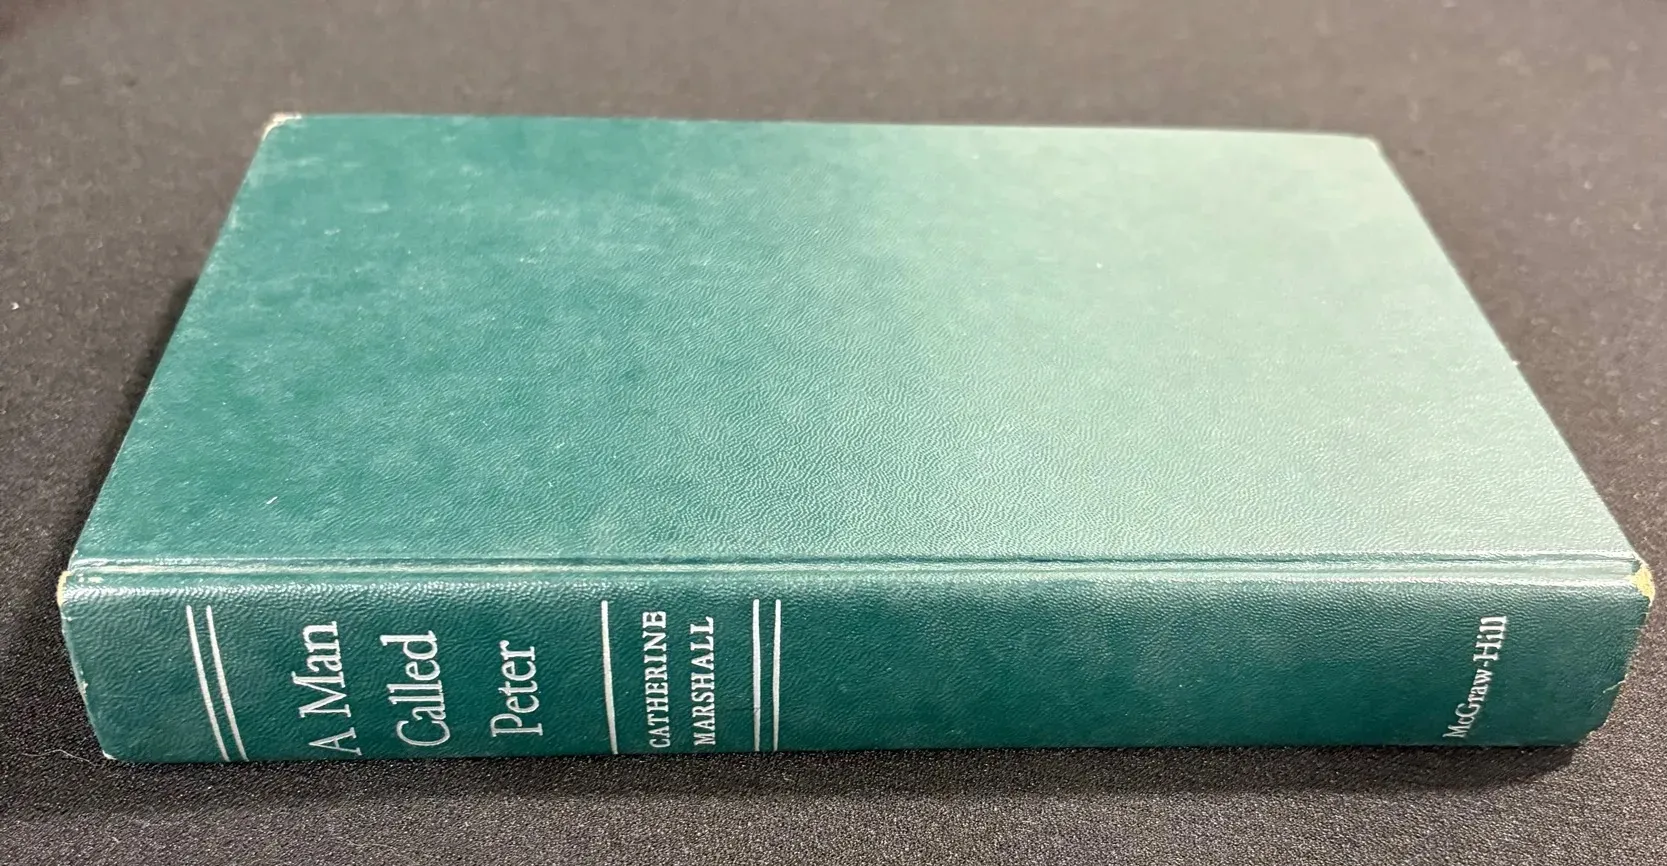 A Man
Called
Peter
CATHERINE
MARSHALL
McGraw-Hill